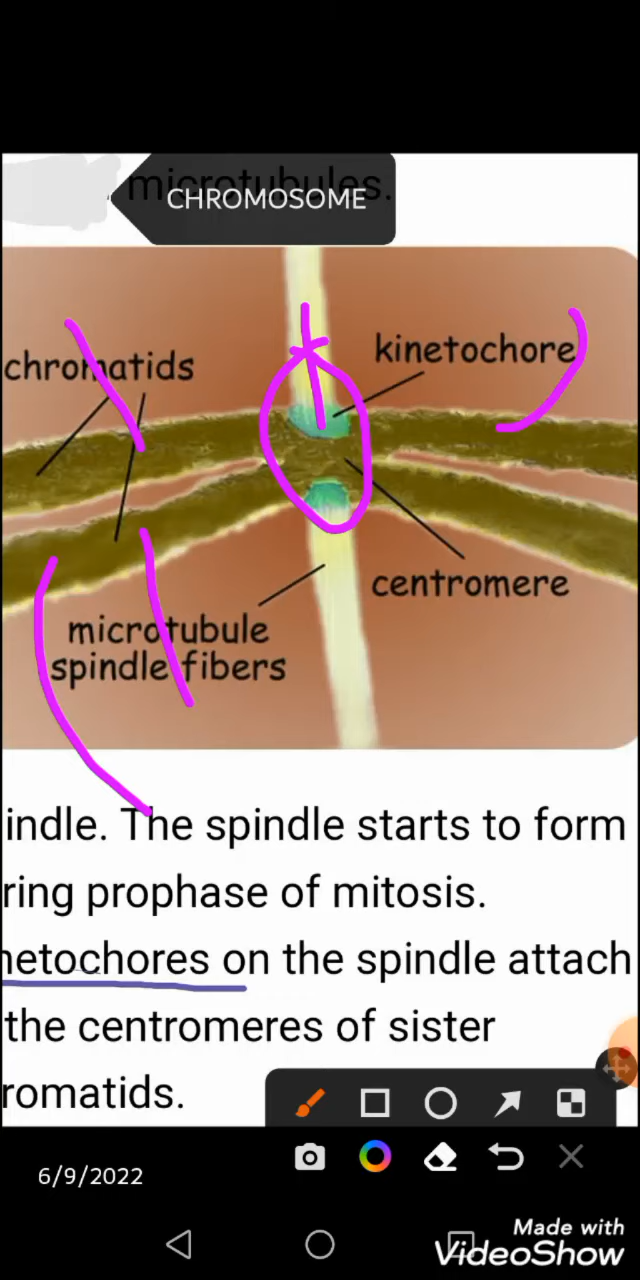 microtubules.
CHROMOSOME
chromatids
kinetochore
centromere
microtubule
spindle fibers
indle. The spindle starts to form
ring prophase of mitosis.
netochores on the spindle attach
the centromeres of sister
romatids.
6/9/2022
Made with
VideoShow